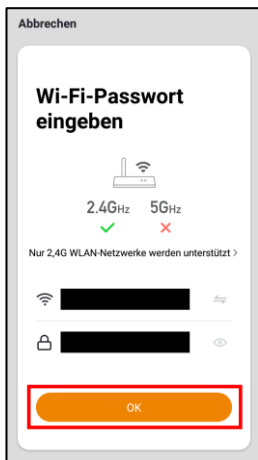 Abbrechen
Wi-Fi-Passwort
eingeben
2.4GHz 5GHz
Nur 2,4G WLAN-Netzwerke werden unterstützt >
OK